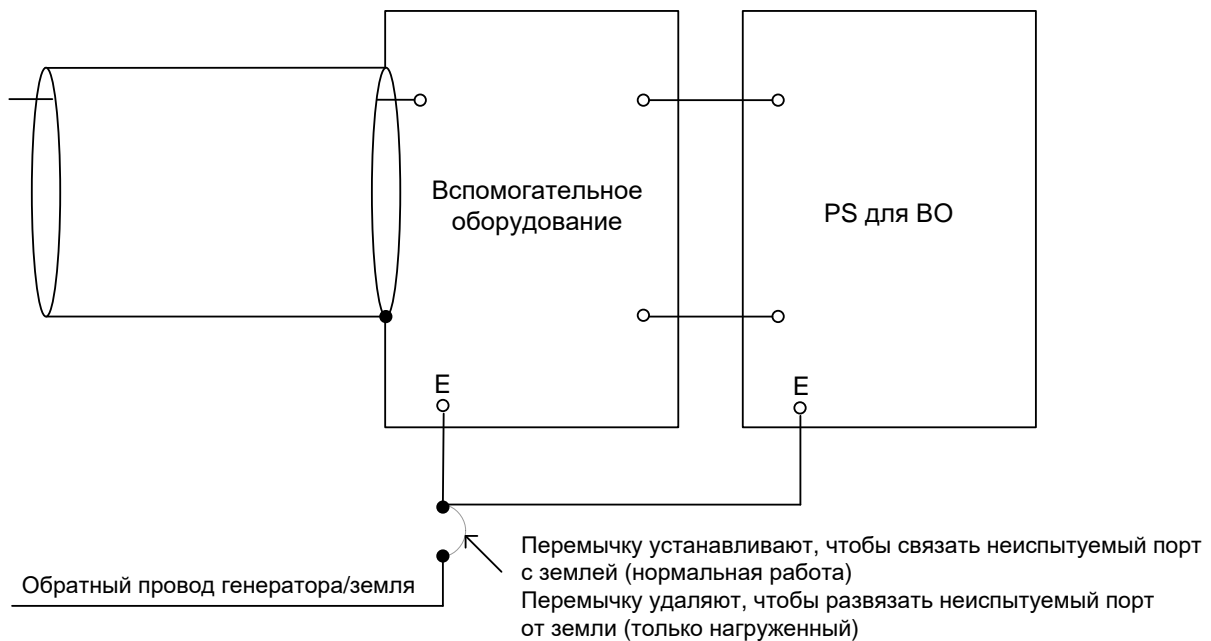 Вспомогательное
оборудование
PS для ВО
E
E
Перемычку устанавливают, чтобы связать неиспытуемый порт
с землей (нормальная работа)
Перемычку удаляют, чтобы развязать неиспытуемый порт
от земли (только нагруженный)
Обратный провод генератора/земля